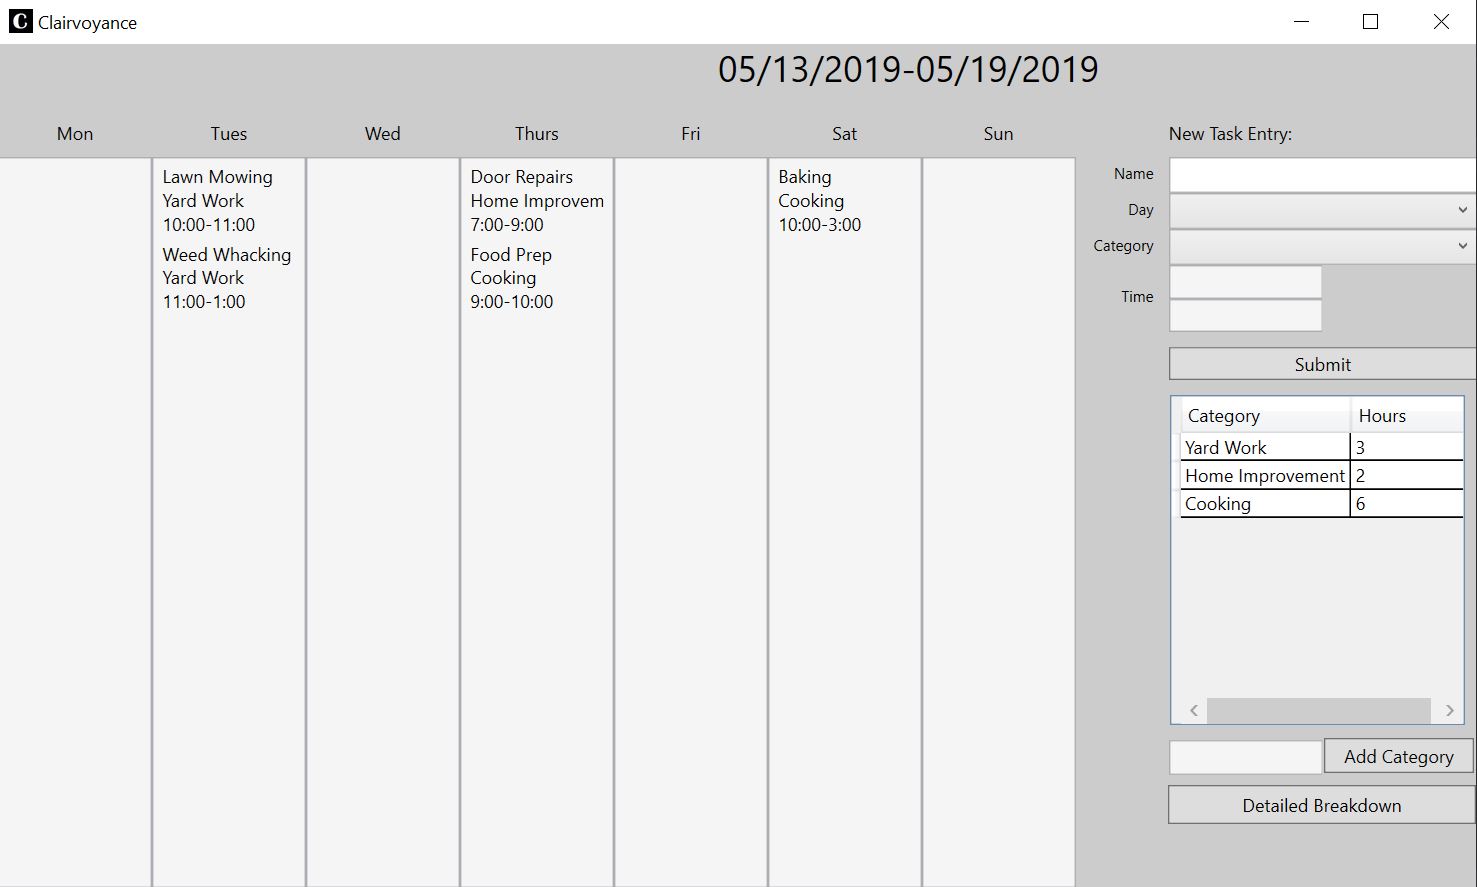 C Clairvoyance
05/13/2019-05/19/2019
Mon Tues Wed Thurs Fri Sat Sun
Lawn Mowing
Yard Work
10:00-11:00
Weed Whacking
Yard Work
11:00-1:00
Door Repairs
Home Improvem
7:00-9:00
Food Prep
Cooking
9:00-10:00
Baking
Cooking
10:00-3:00
New Task Entry:
Name
Day
Category
Time
Submit
Category Hours
Yard Work 3
Home Improvement 2
Cooking 6
Add Category
Detailed Breakdown